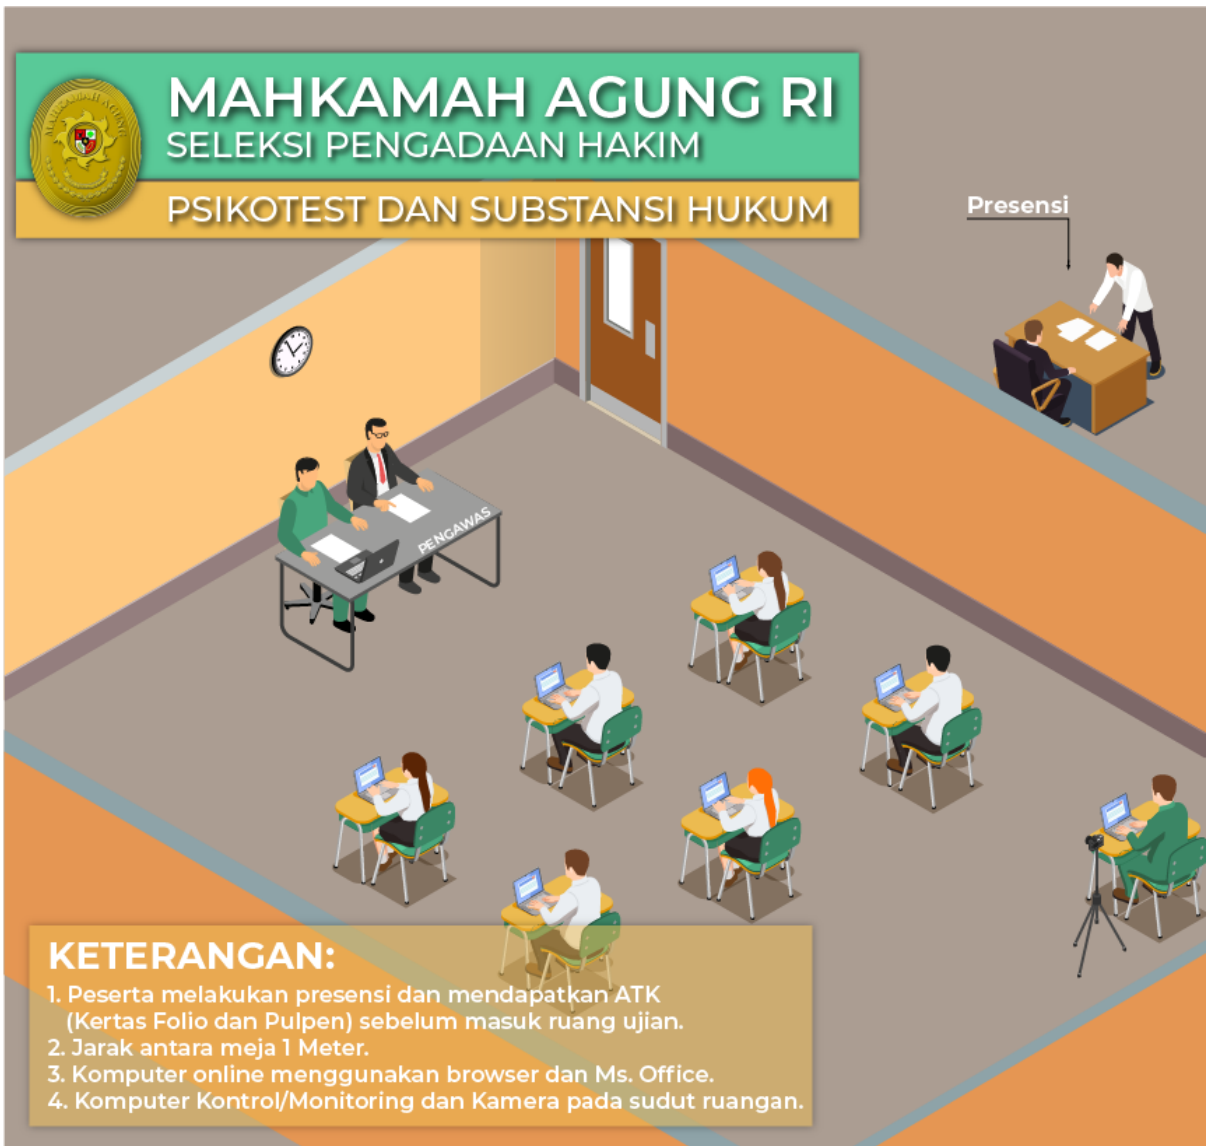 MAHKAMAH AGUNG RI
SELEKSI PENGADAAN HAKIM
PSIKOTEST DAN SUBSTANSI HUKUM
MAHKAMAH AGUNG
Presensi
PENGAWAS
KETERANGAN:
1. Peserta melakukan presensi dan mendapatkan ATK
(Kertas Folio dan Pulpen) sebelum masuk ruang ujian.
2. Jarak antara meja 1 Meter.
3. Komputer online menggunakan browser dan Ms. Office.
4. Komputer Kontrol/Monitoring dan Kamera pada sudut ruangan.